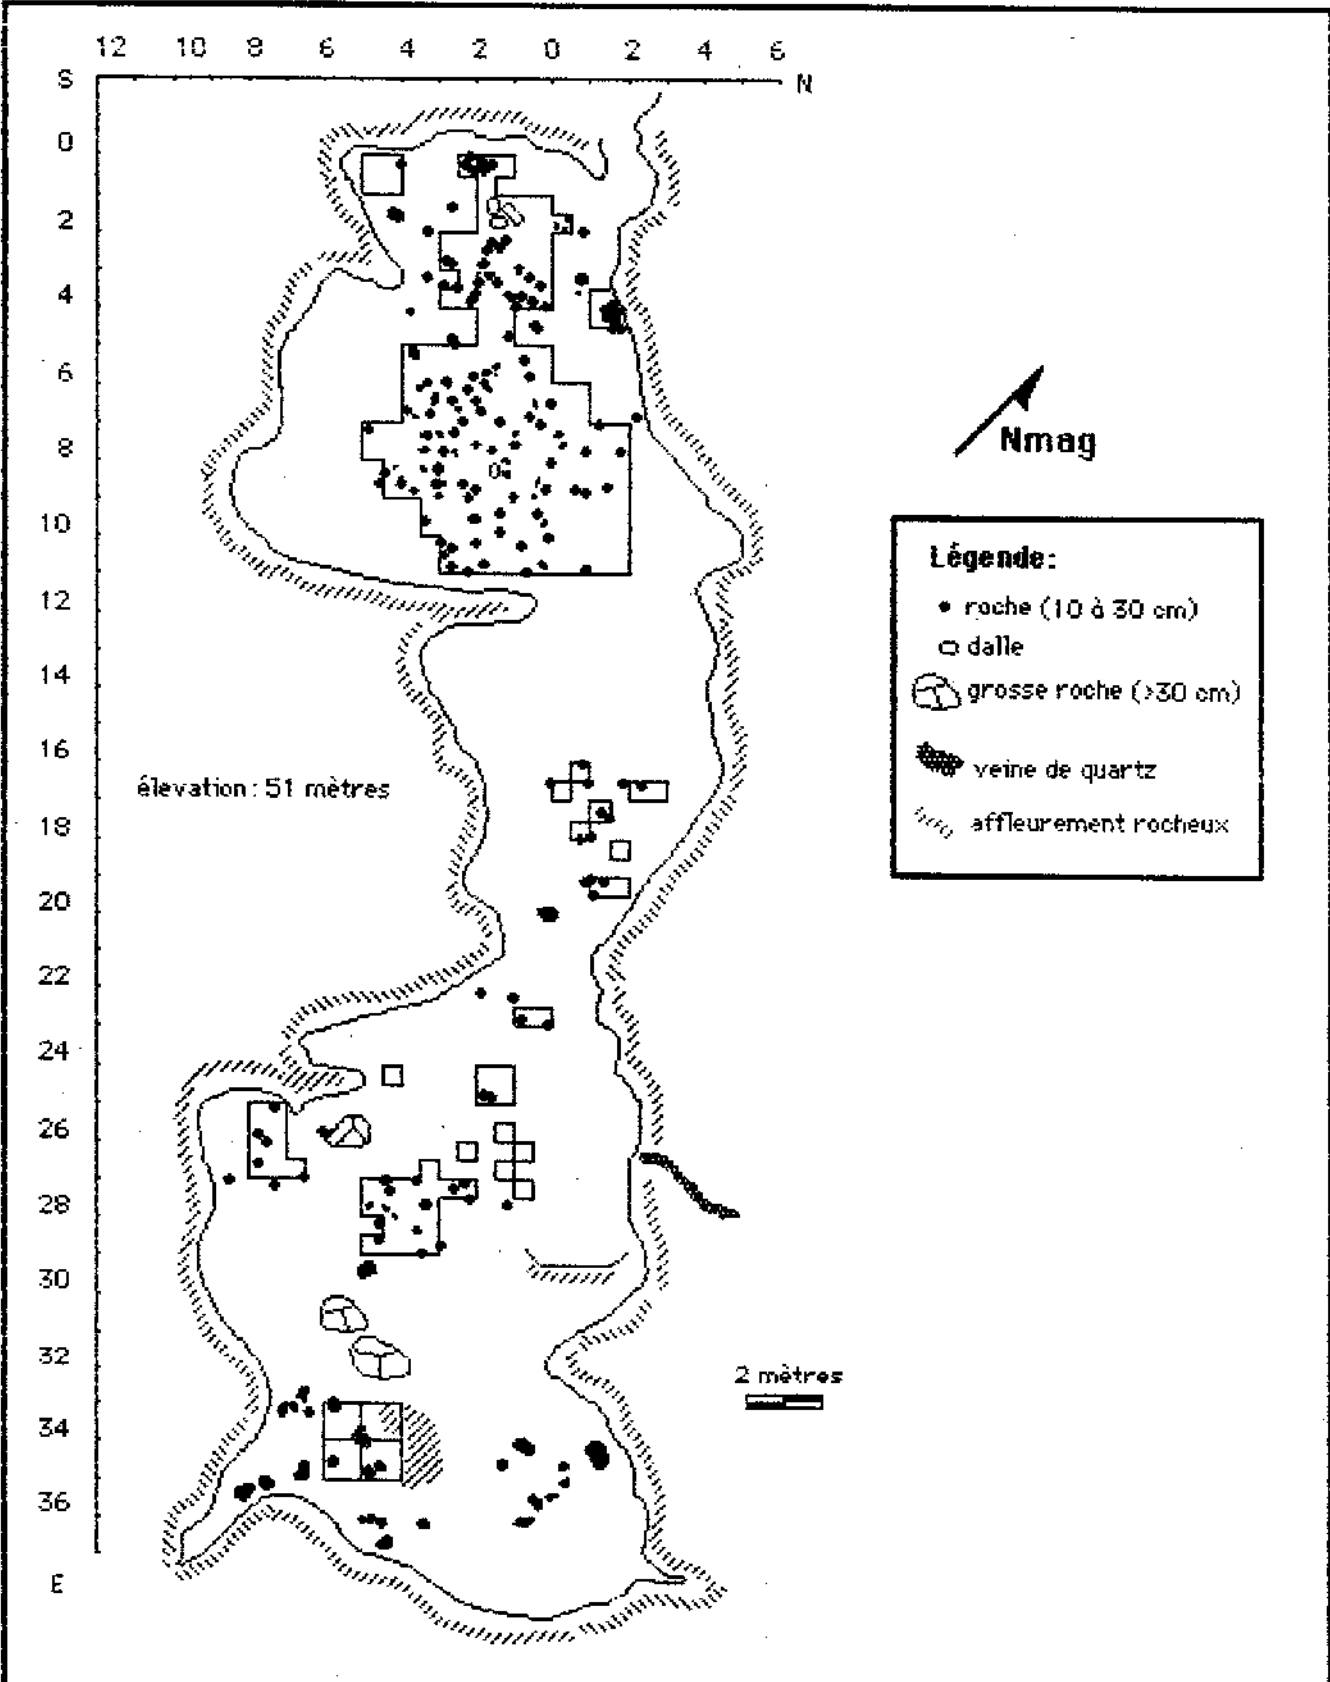 12 10 8 6 4 2 0 2 4 6
S N
0
2
4
6
8
10
12
14
16
18
20
22
24
26
28
30
32
34
36
E
élevation : 51 mètres
Nmag
Légende:
roche (10 à 30 cm)
dalle
grosse roche (>30 cm)
veine de quartz
affleurement rocheux
2 mètres